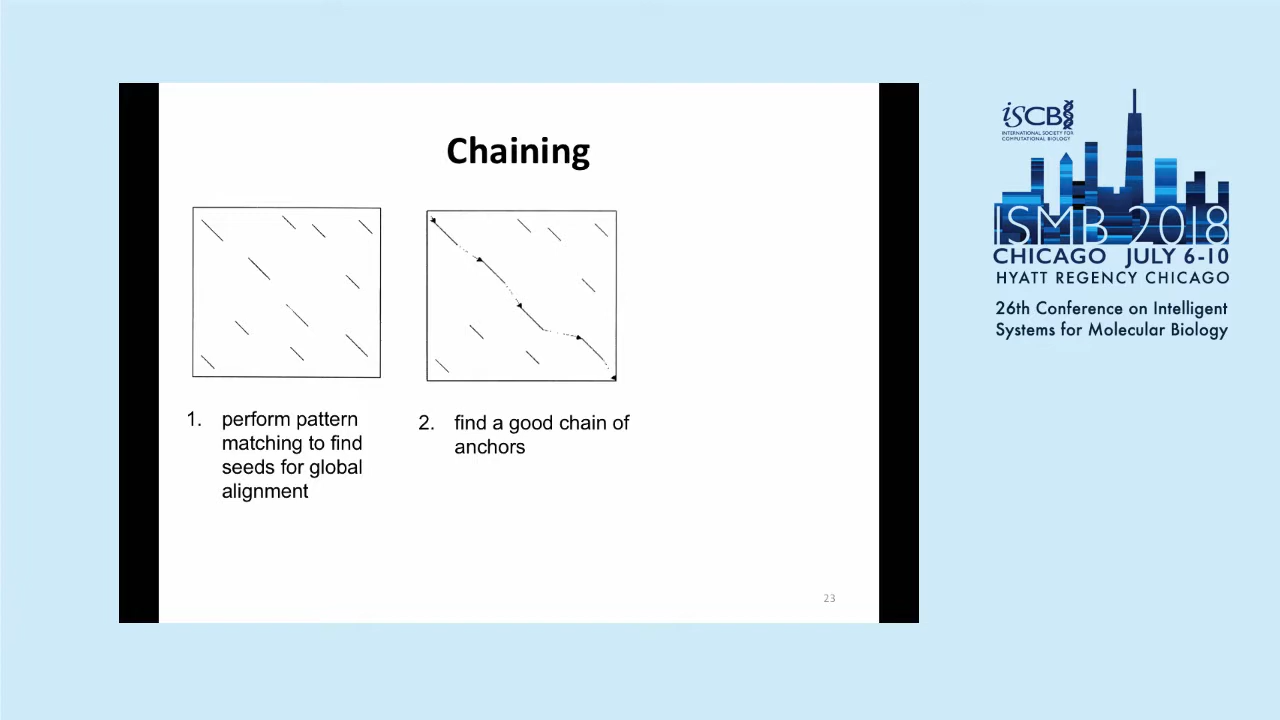 Chaining
1. perform pattern
matching to find
seeds for global
alignment
2. find a good chain of
anchors
23
iSCB
INTERNATIONAL SOCIETY FOR
COMPUTATIONAL BIOLOGY
ISMB 2018
CHICAGO JULY 6-10
HYATT REGENCY CHICAGO
26th Conference on Intelligent
Systems for Molecular Biology